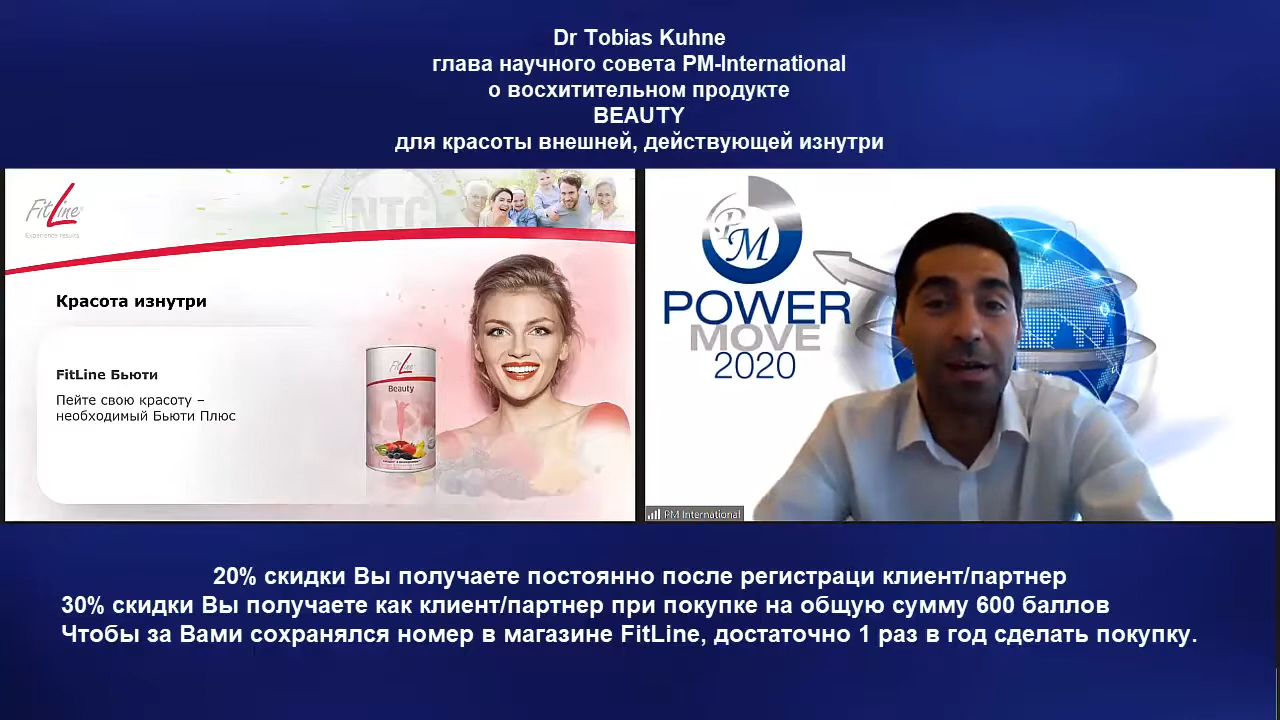 Dr Tobias Kuhne
глава научного совета PM-International
о восхитительном продукте
BEAUTY
для красоты внешней, действующей изнутри
FitLine
Experience results
NTC
Красота изнутри
FitLine Бьюти
Пейте свою красоту –
необходимый Бьюти Плюс
FitLine
Beauty
PM
POWER
MOVE
2020
PM International
20% скидки Вы получаете постоянно после регистраци клиент/партнер
30% скидки Вы получаете как клиент/партнер при покупке на общую сумму 600 баллов
Чтобы за Вами сохранялся номер в магазине FitLine, достаточно 1 раз в год сделать покупку.